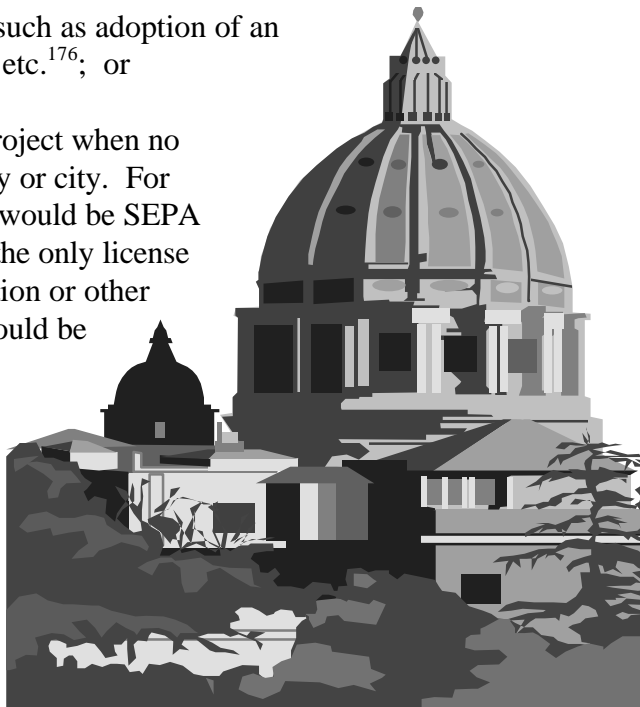 such as adoption of an
etc.176; or
roject when no
y or city. For
would be SEPA
the only license
tion or other
ould be